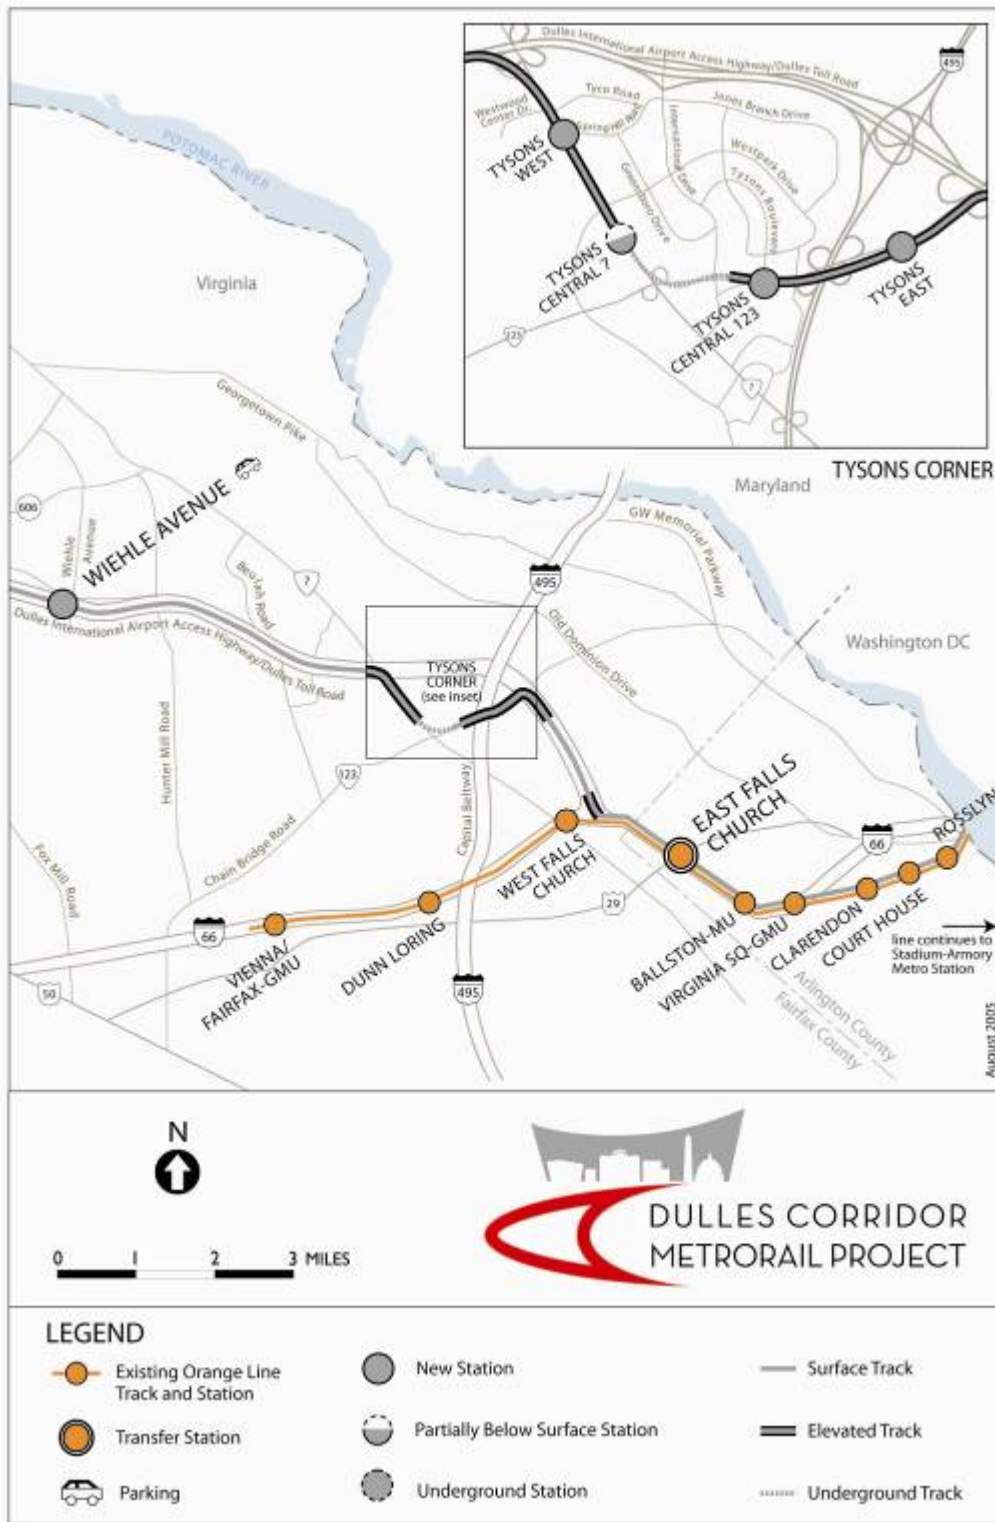 Dulles International Airport Access Highway/Dulles Toll Road
495
Tyco Road
Jones Branch Drive
Westwood
Center Dr.
Springhill Road
International Drive
Westpark Drive
Tysons Boulevard
Greensboro Drive
TYSONS
WEST
TYSONS
CENTRAL 7
TYSONS
CENTRAL 123
TYSONS
EAST
123
7
TYSONS CORNER
POTOMAC RIVER
Virginia
Maryland
Washington DC
Georgetown Pike
GW Memorial Parkway
WIEHLE AVENUE
606
Wiehle
Avenue
Beulah Road
7
495
Old Dominion Drive
Dulles International Airport Access Highway/Dulles Toll Road
TYSONS
CORNER
(see inset)
Hunter Mill Road
123
Capital Beltway
Chain Bridge Road
Fox Mill Road
EAST FALLS
CHURCH
WEST FALLS
CHURCH
ROSSLYN
66
29
66
VIENNA/
FAIRFAX-GMU
DUNN LORING
BALLSTON-MU
VIRGINIA SQ-GMU
CLARENDON
COURT HOUSE
line continues to
Stadium-Armory
Metro Station
50
495
Arlington County
Fairfax County
August 2005
N
0 1 2 3 MILES
DULLES CORRIDOR
METRORAIL PROJECT
LEGEND
Existing Orange Line
Track and Station
Transfer Station
Parking
New Station
Partially Below Surface Station
Underground Station
Surface Track
Elevated Track
Underground Track